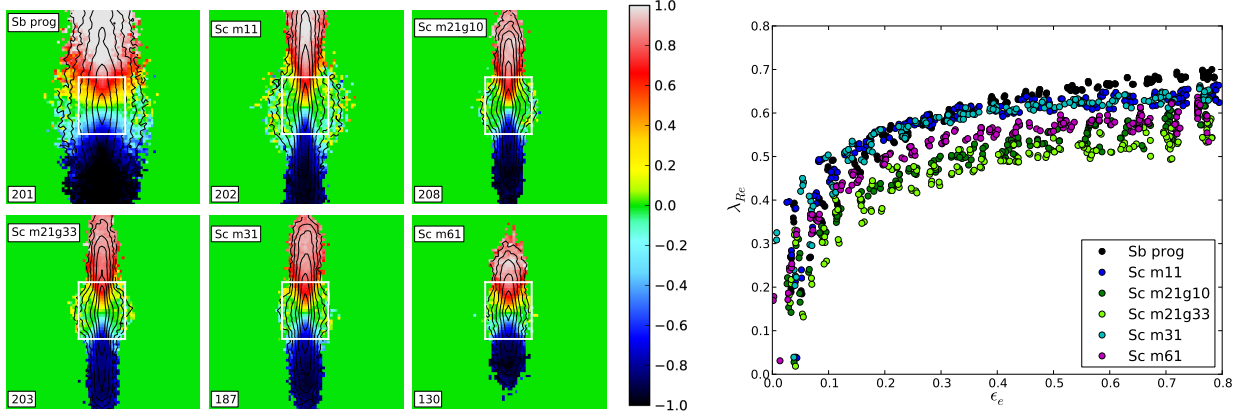 Sb prog
201
Sc m11
202
Sc m21g10
208
Sc m21g33
203
Sc m31
187
Sc m61
130
1.0
0.8
0.6
0.4
0.2
0.0
−0.2
−0.4
−0.6
−0.8
−1.0
λRe
0.8
0.7
0.6
0.5
0.4
0.3
0.2
0.1
0.0
0.0 0.1 0.2 0.3 0.4 0.5 0.6 0.7 0.8
ϵe
Sb prog
Sc m11
Sc m21g10
Sc m21g33
Sc m31
Sc m61